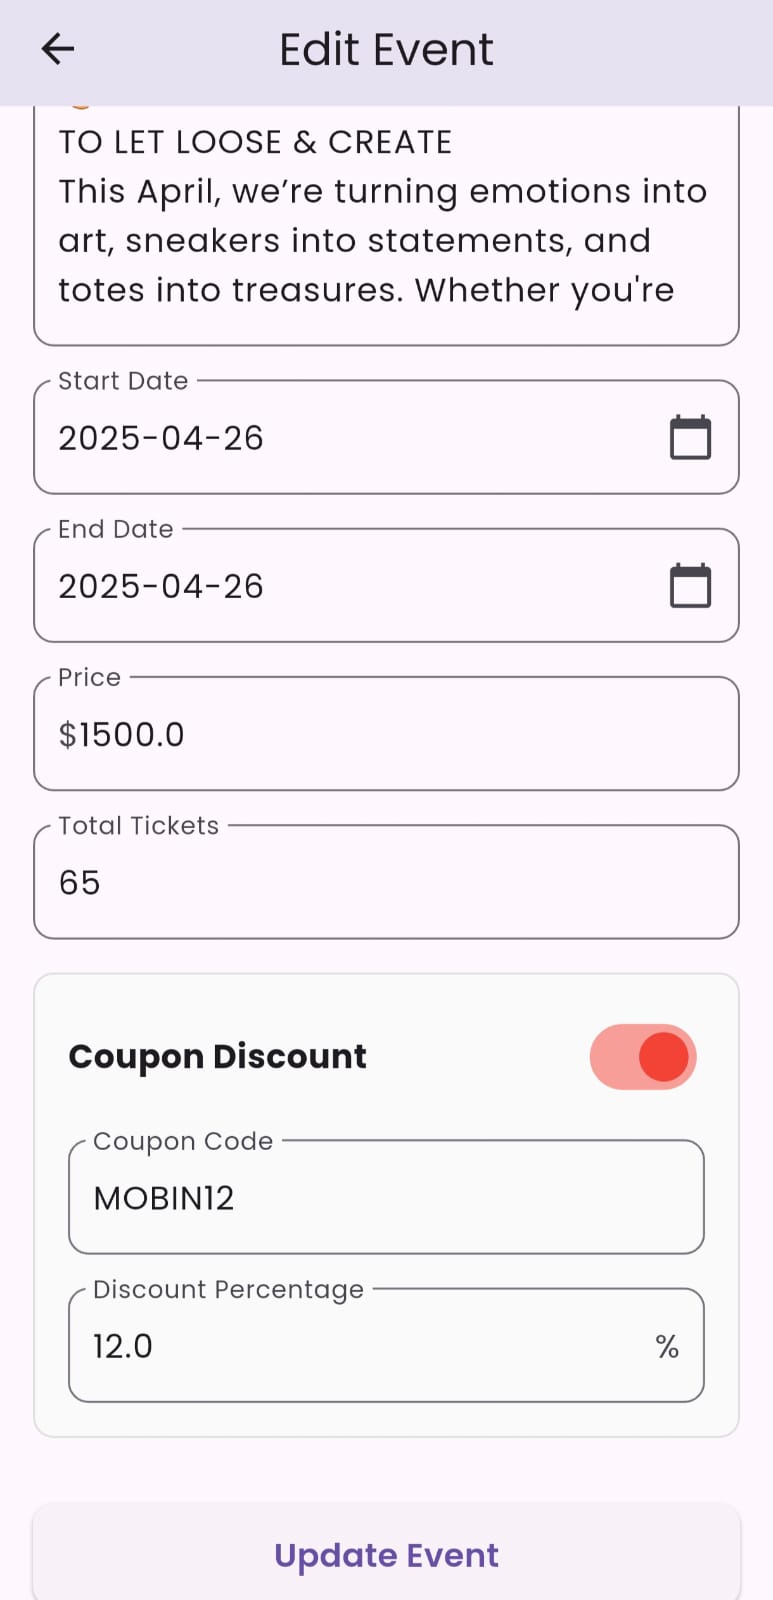 Edit Event
TO LET LOOSE & CREATE
This April, we’re turning emotions into
art, sneakers into statements, and
totes into treasures. Whether you're
Start Date
2025-04-26
End Date
2025-04-26
Price
$1500.0
Total Tickets
65
Coupon Discount
Coupon Code
MOBIN12
Discount Percentage
12.0 %
Update Event